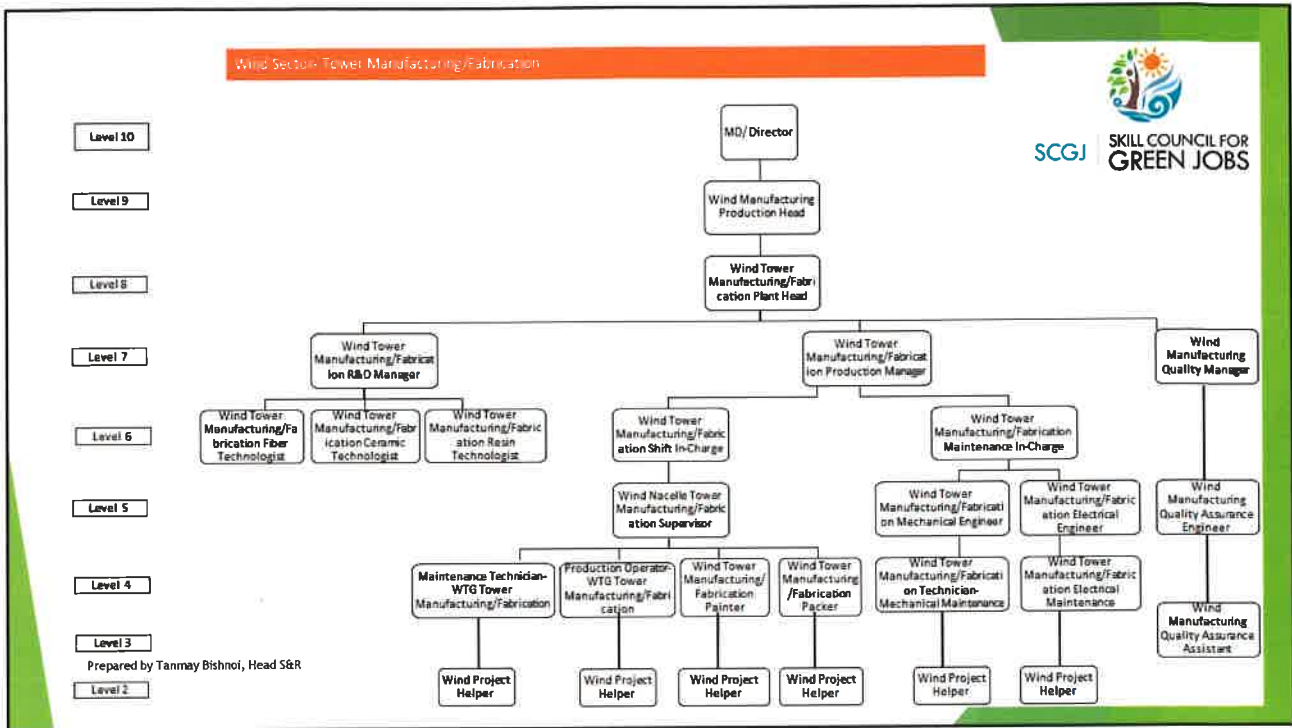 Wind Sector- Tower Manufacturing/Fabrication
SCGJ
SKILL COUNCIL FOR
GREEN JOBS
Level 10
MD/ Director
Level 9
Wind Manufacturing
Production Head
Level 8
Wind Tower
Manufacturing/Fabri
cation Plant Head
Level 7
Wind Tower
Manufacturing/Fabricat
ion R&D Manager
Wind Tower
Manufacturing/Fabricat
ion Production Manager
Wind
Manufacturing
Quality Manager
Level 6
Wind Tower
Manufacturing/Fa
brication Fiber
Technologist
Wind Tower
Manufacturing/Fabr
ication Ceramic
Technologist
Wind Tower
Manufacturing/Fabric
ation Resin
Technologist
Wind Tower
Manufacturing/Fabric
ation Shift In-Charge
Wind Tower
Manufacturing/Fabrication
Maintenance In-Charge
Level 5
Wind Nacelle Tower
Manufacturing/Fabric
ation Supervisor
Wind Tower
Manufacturing/Fabricati
on Mechanical Engineer
Wind Tower
Manufacturing/Fabric
ation Electrical
Engineer
Wind
Manufacturing
Quality Assurance
Engineer
Level 4
Maintenance Technician-
WTG Tower
Manufacturing/Fabrication
Production Operator-
WTG Tower
Manufacturing/Fabri
cation
Wind Tower
Manufacturing/
Fabrication
Painter
Wind Tower
Manufacturing
/Fabrication
Packer
Wind Tower
Manufacturing/Fabricati
on Technician-
Mechanical Maintenance
Wind Tower
Manufacturing/Fabric
ation Electrical
Maintenance
Wind
Manufacturing
Quality Assurance
Assistant
Level 3
Prepared by Tanmay Bishnoi, Head S&R
Level 2
Wind Project
Helper
Wind Project
Helper
Wind Project
Helper
Wind Project
Helper
Wind Project
Helper
Wind Project
Helper